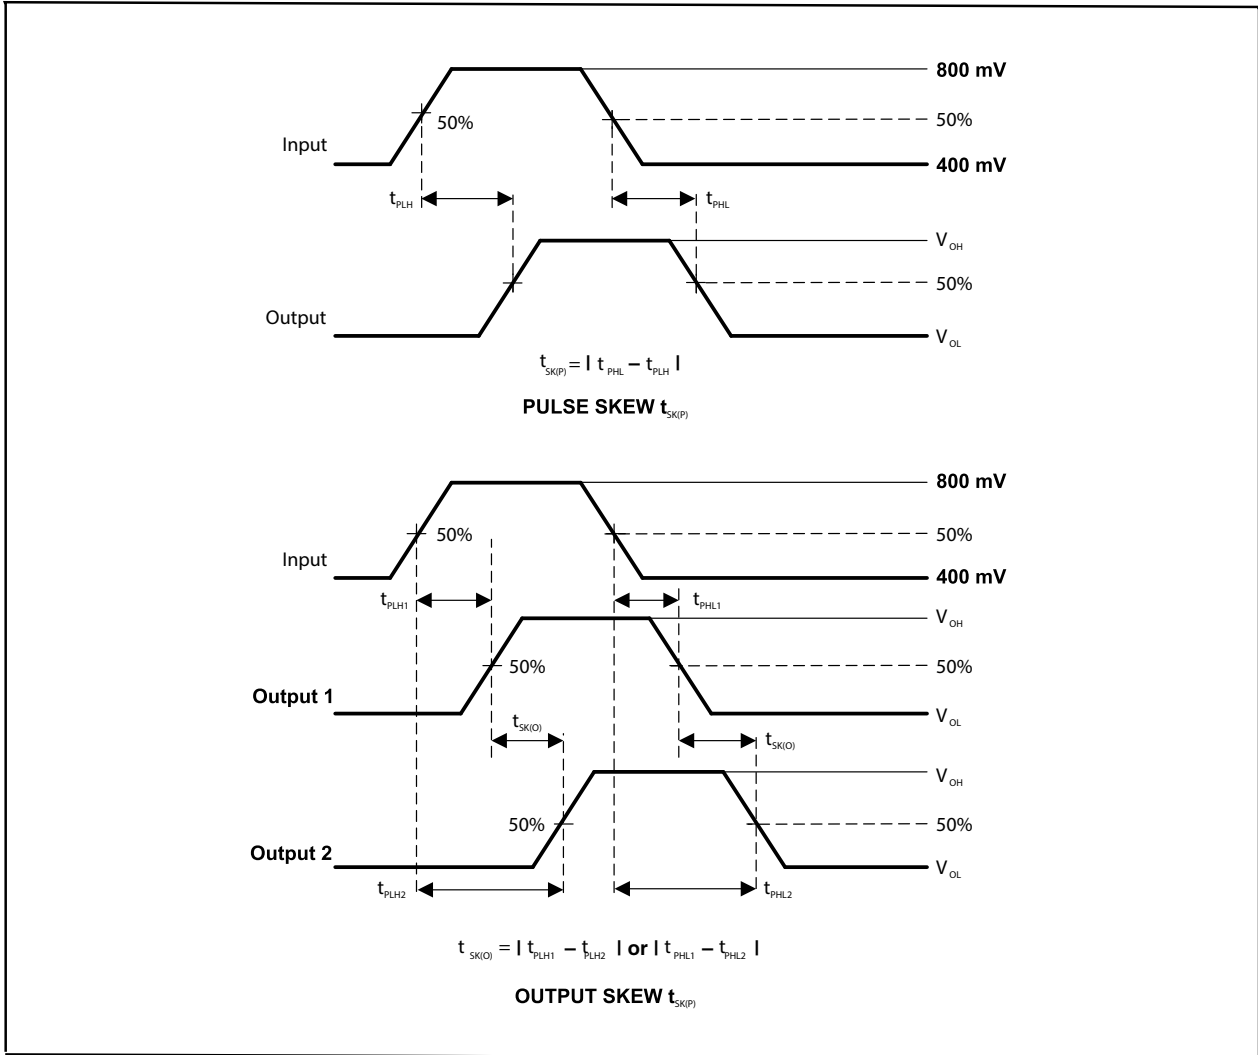 800 mV
50%
50%
Input
400 mV
tPLH
tPHL
VOH
50%
Output
VOL
tSK(P) = | tPHL – tPLH |
PULSE SKEW tSK(P)
800 mV
50%
50%
Input
400 mV
tPLH1
tPHL1
VOH
50%
50%
Output 1
VOL
tSK(O)
tSK(O)
VOH
50%
50%
Output 2
VOL
tPLH2
tPHL2
tSK(O) = | tPLH1 – tPLH2 | or | tPHL1 – tPHL2 |
OUTPUT SKEW tSK(P)